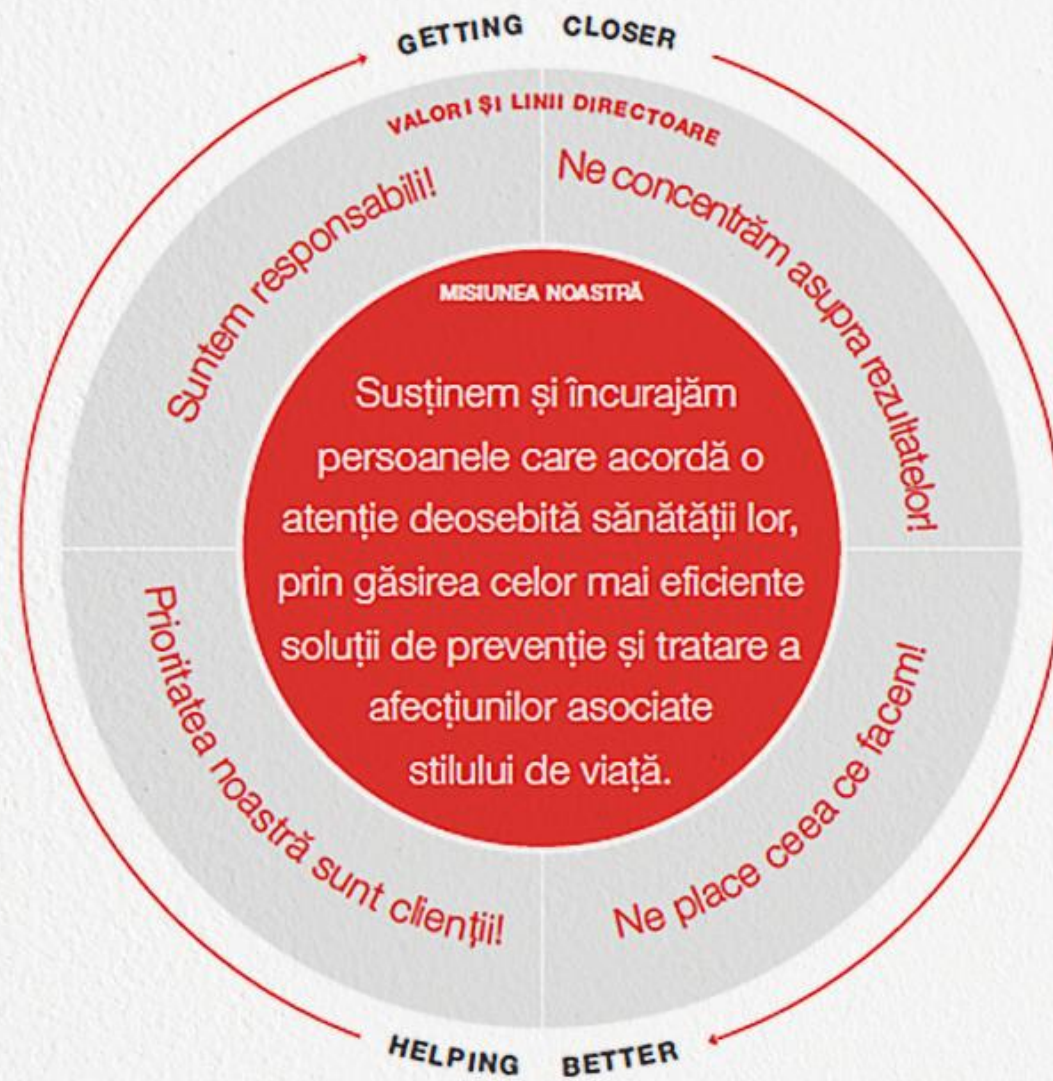 GETTING CLOSER
VALORI ȘI LINII DIRECTOARE
Suntem responsabili!
Ne concentrăm asupra rezultatelor!
MISIUNEA NOASTRĂ
Susținem și încurajăm
persoanele care acordă o
atenție deosebită sănătății lor,
prin găsirea celor mai eficiente
soluții de prevenție și tratare a
afecțiunilor asociate
stilului de viață.
Prioritatea noastră sunt clienții!
Ne place ceea ce facem!
HELPING BETTER